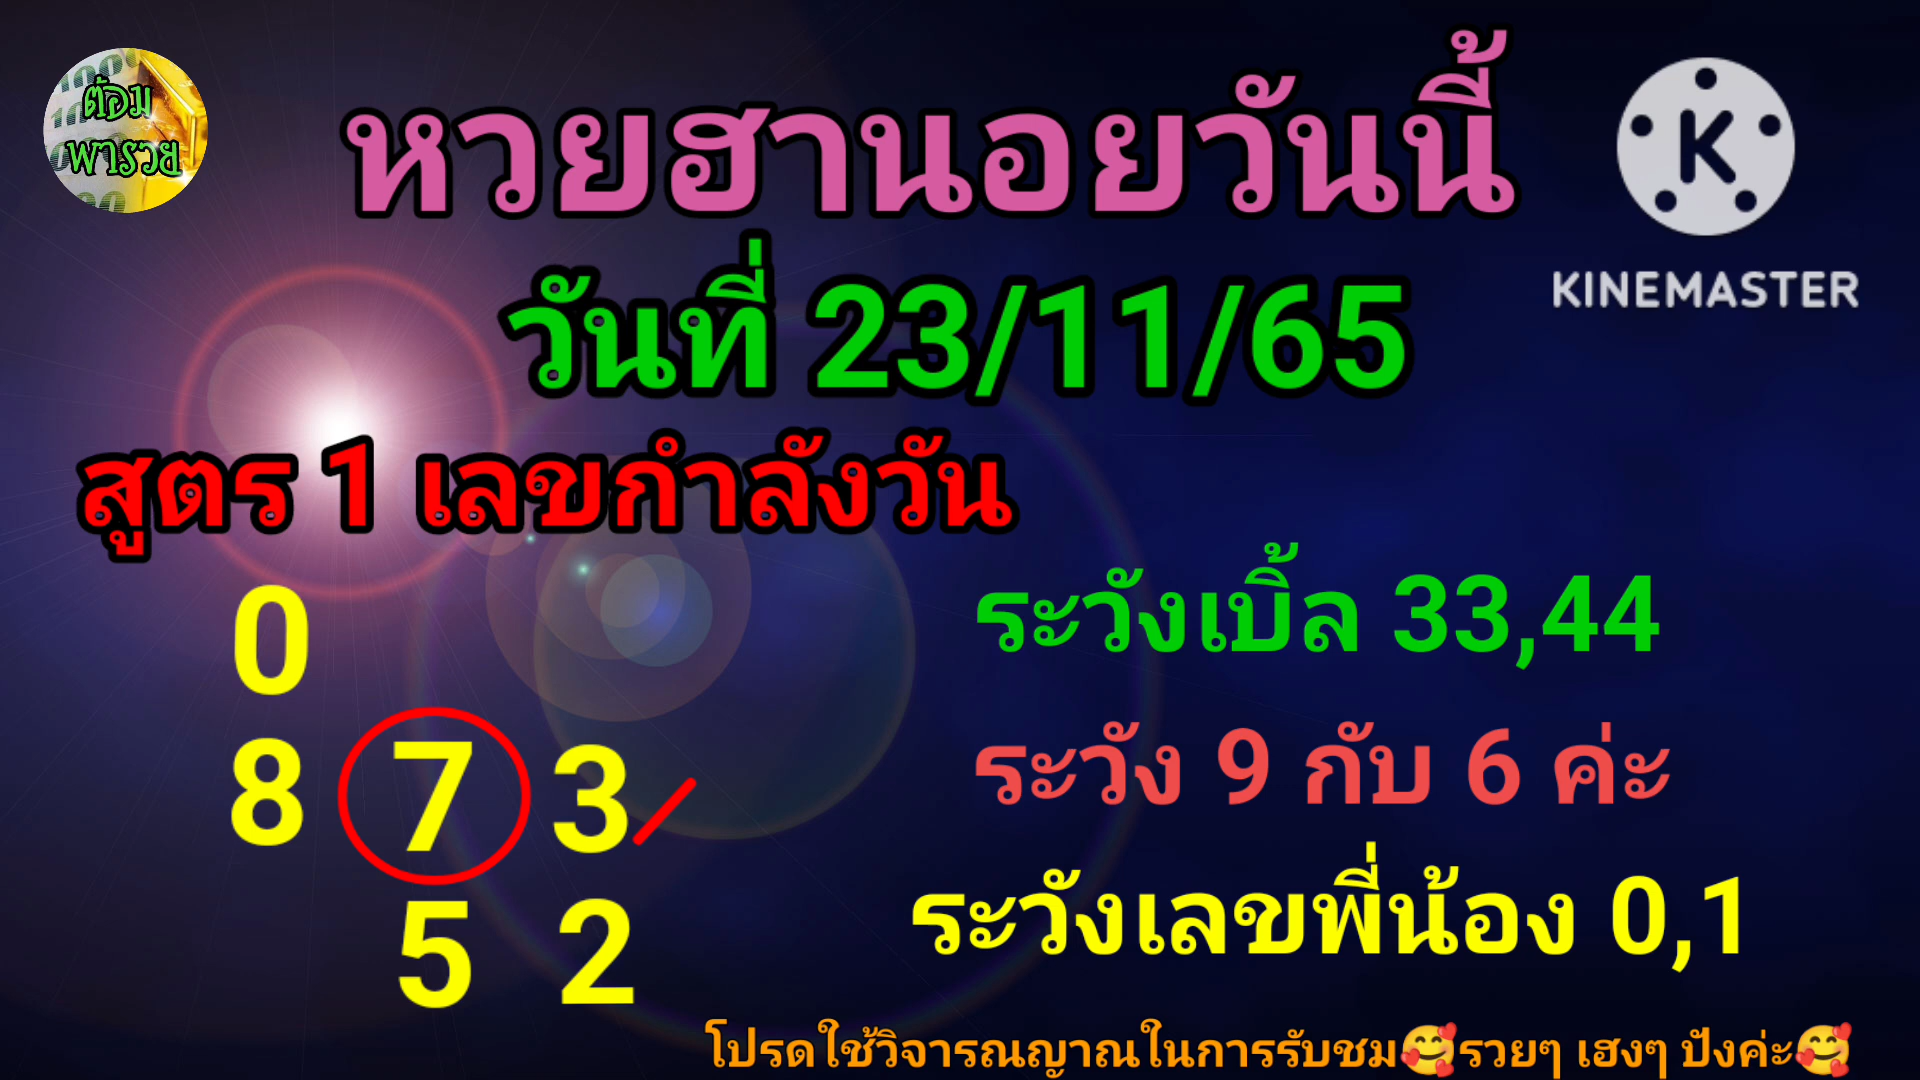 ต้อม
พารวย
หวยฮานอยวันนี้
K
KINEMASTER
วันที่ 23/11/65
สูตร 1 เลขกำลังวัน
0
8 7 3
5 2
ระวังเบิ้ล 33,44
ระวัง 9 กับ 6 ค่ะ
ระวังเลขพี่น้อง 0,1
โปรดใช้วิจารณญาณในการรับชม🥰รวยๆ เฮงๆ ปังค่ะ🥰